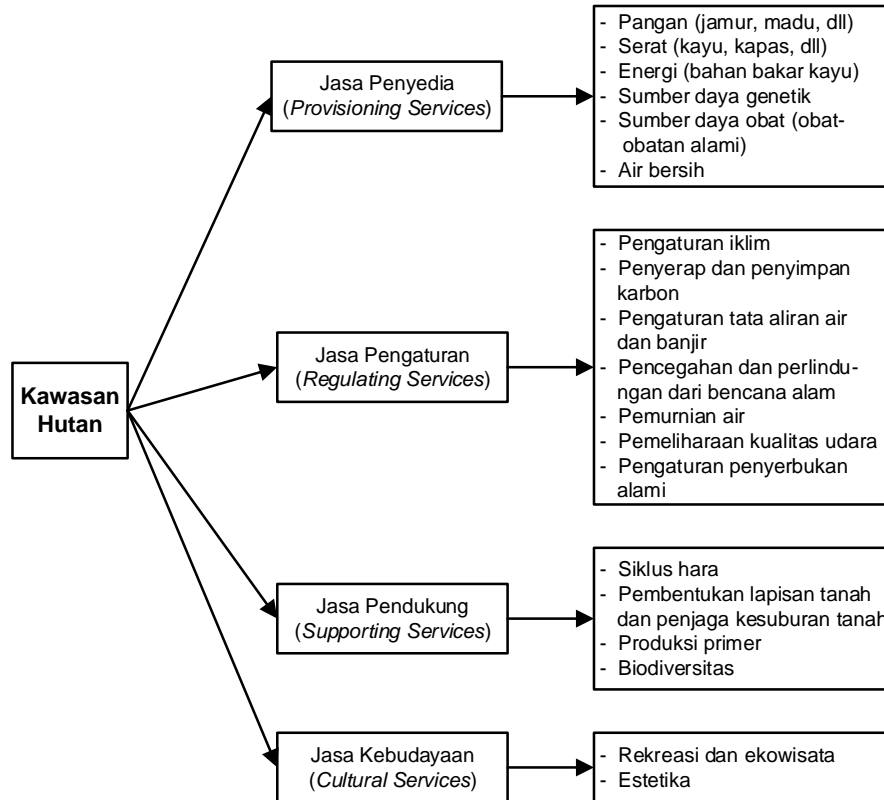 Kawasan
Hutan
Jasa Penyedia
(Provisioning Services)
- Pangan (jamur, madu, dll)
- Serat (kayu, kapas, dll)
- Energi (bahan bakar kayu)
- Sumber daya genetik
- Sumber daya obat (obat-
obatan alami)
- Air bersih
Jasa Pengaturan
(Regulating Services)
- Pengaturan iklim
- Penyerap dan penyimpan
karbon
- Pengaturan tata aliran air
dan banjir
- Pencegahan dan perlindu-
ngan dari bencana alam
- Pemurnian air
- Pemeliharaan kualitas udara
- Pengaturan penyerbukan
alami
Jasa Pendukung
(Supporting Services)
- Siklus hara
- Pembentukan lapisan tanah
dan penjaga kesuburan tanah
- Produksi primer
- Biodiversitas
Jasa Kebudayaan
(Cultural Services)
- Rekreasi dan ekowisata
- Estetika